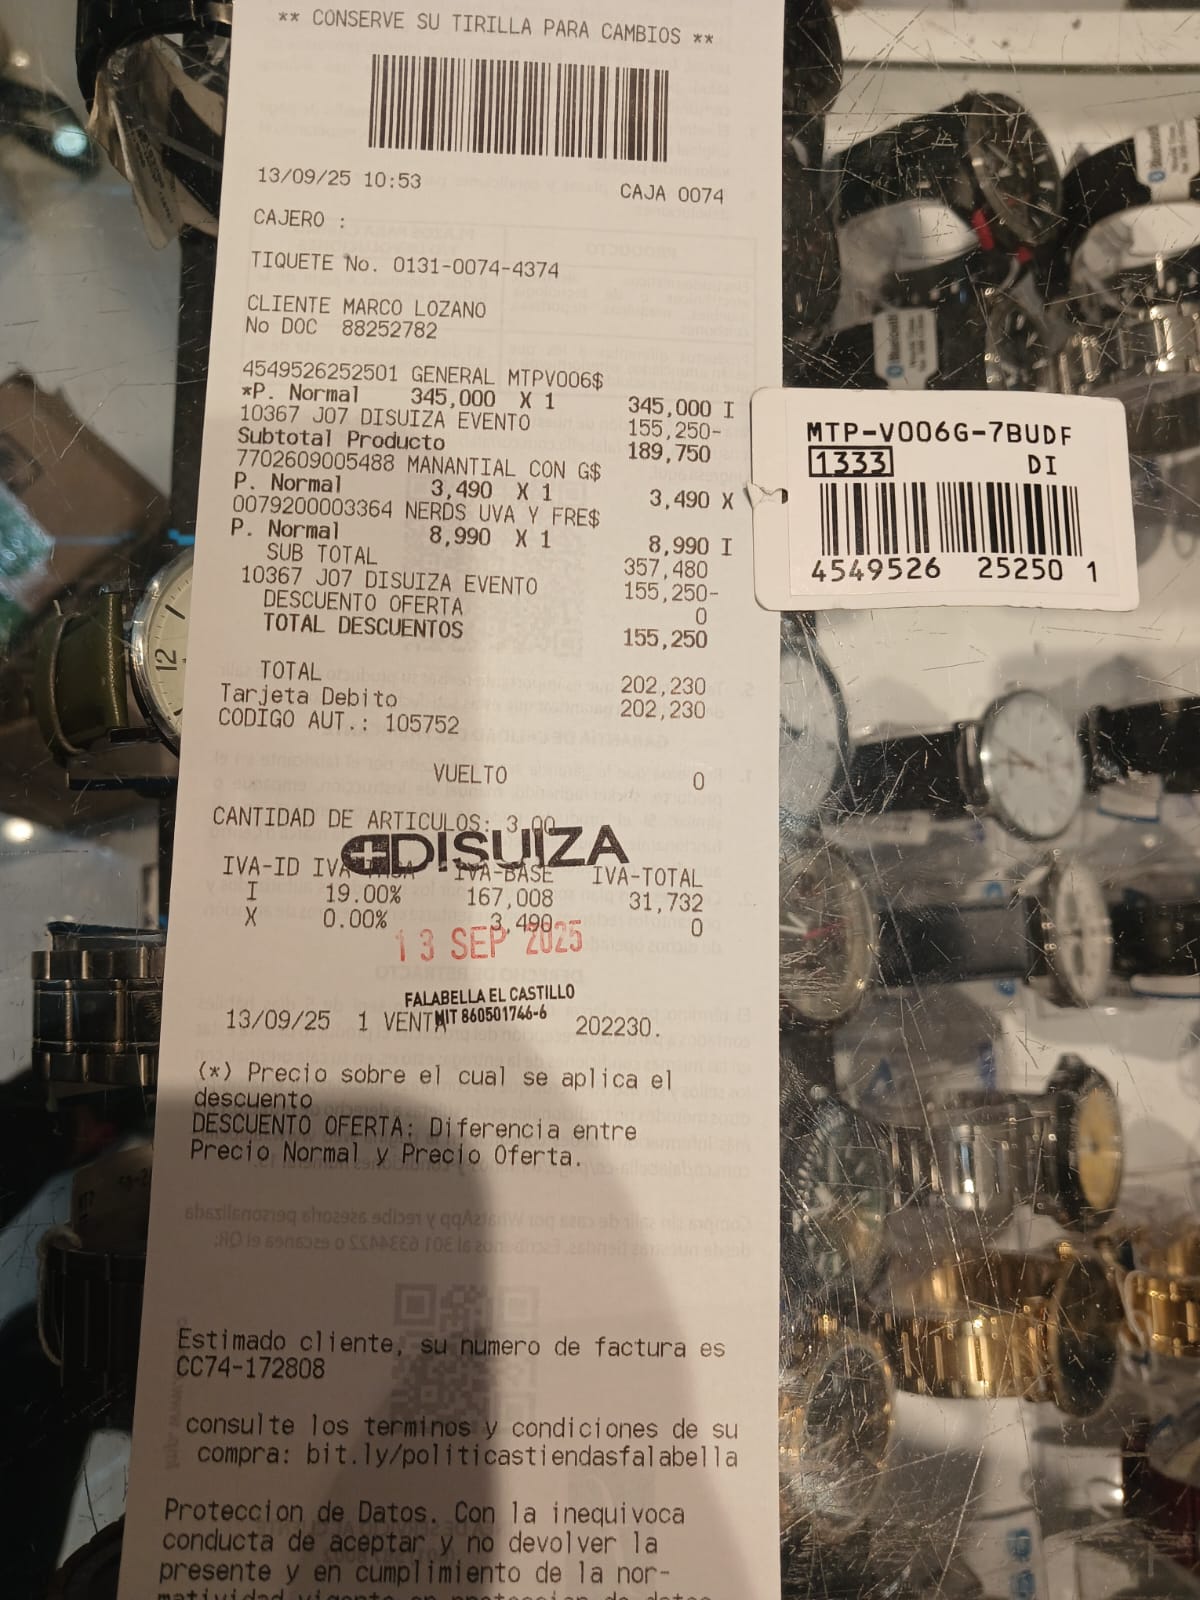 ** CONSERVE SU TIRILLA PARA CAMBIOS **
13/09/25 10:53 CAJA 0074
CAJERO :
TIQUETE No. 0131-0074-4374
CLIENTE MARCO LOZANO
No DOC 88252782
4549526252501 GENERAL MTPV006$
*P. Normal 345,000 X 1 345,000 I
10367 J07 DISUIZA EVENTO 155,250-
Subtotal Producto 189,750
7702609005488 MANANTIAL CON G$
P. Normal 3,490 X 1 3,490 X
0079200003364 NERDS UVA Y FRE$
P. Normal 8,990 X 1 8,990 I
SUB TOTAL 357,480
10367 J07 DISUIZA EVENTO 155,250-
DESCUENTO OFERTA 0
TOTAL DESCUENTOS 155,250
TOTAL 202,230
Tarjeta Debito 202,230
CODIGO AUT.: 105752
VUELTO 0
CANTIDAD DE ARTICULOS: 3.00
DISUIZA
IVA-ID IVA-TASA IVA-BASE IVA-TOTAL
I 19.00% 167,008 31,732
X 0.00% 3,490 0
13 SEP 2025
FALABELLA EL CASTILLO
NIT 860501746-6
13/09/25 1 VENTA 202230.
(*) Precio sobre el cual se aplica el
descuento
DESCUENTO OFERTA: Diferencia entre
Precio Normal y Precio Oferta.
Estimado cliente, su numero de factura es
CC74-172808
consulte los terminos y condiciones de su
compra: bit.ly/politicastiendasfalabella
Proteccion de Datos. Con la inequivoca
conducta de aceptar y no devolver la
presente y en cumplimiento de la nor-
matividad vigente en proteccion de datos
MTP-V006G-7BUDF
1333 DI
4549526 25250 1
Bluetooth
Bluetooth
12